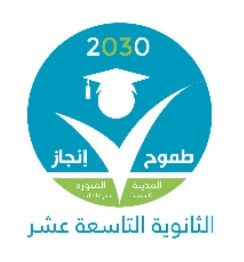 2030
طموح إنجاز
المدينة المنورة
الثانوية التاسعة عشر